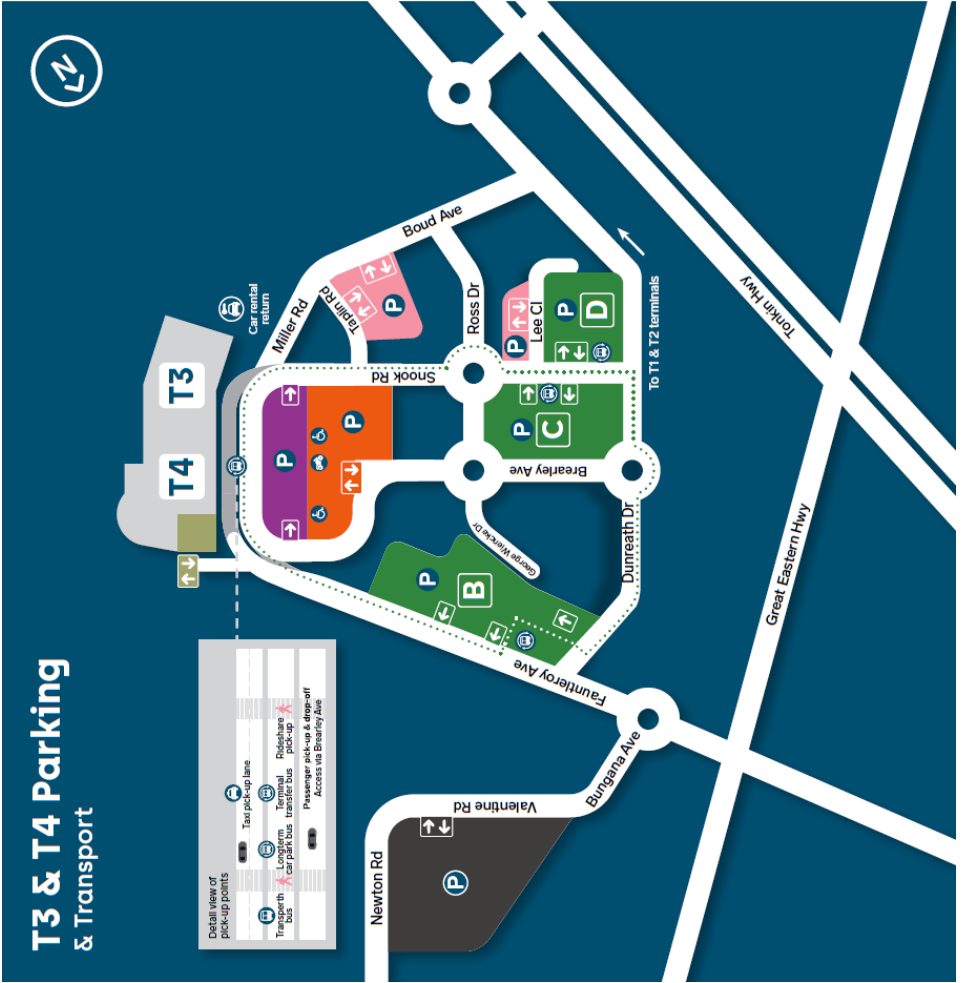 T3 & T4 Parking
& Transport
N
T4
T3
Car rental
return
Detail view of
pick-up points
Taxi pick-up lane
Transperth
bus
Longterm
car park bus
Terminal
transfer bus
Rideshare
pick-up
Passenger pick-up & drop-off
Access via Brearley Ave
Miller Rd
Boud Ave
Taplin Rd
P
Ross Dr
Snook Rd
P
P
P
Lee Cl
P
D
P
C
To T1 & T2 terminals
Brearley Ave
George Wiencke Dr
Dunreath Dr
P
B
Fauntleroy Ave
Tonkin Hwy
Great Eastern Hwy
Bungana Ave
Valentine Rd
Newton Rd
P